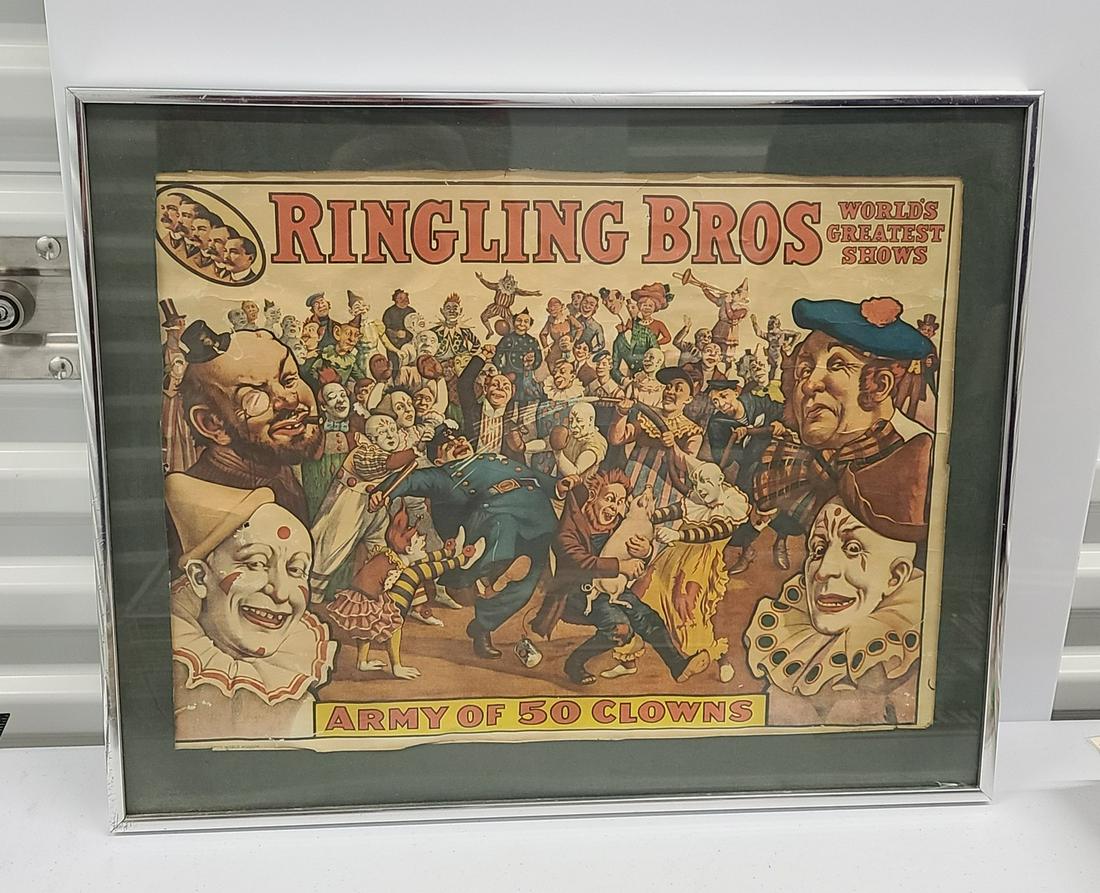 RINGLING BROS
WORLD'S
GREATEST
SHOWS
ARMY OF 50 CLOWNS